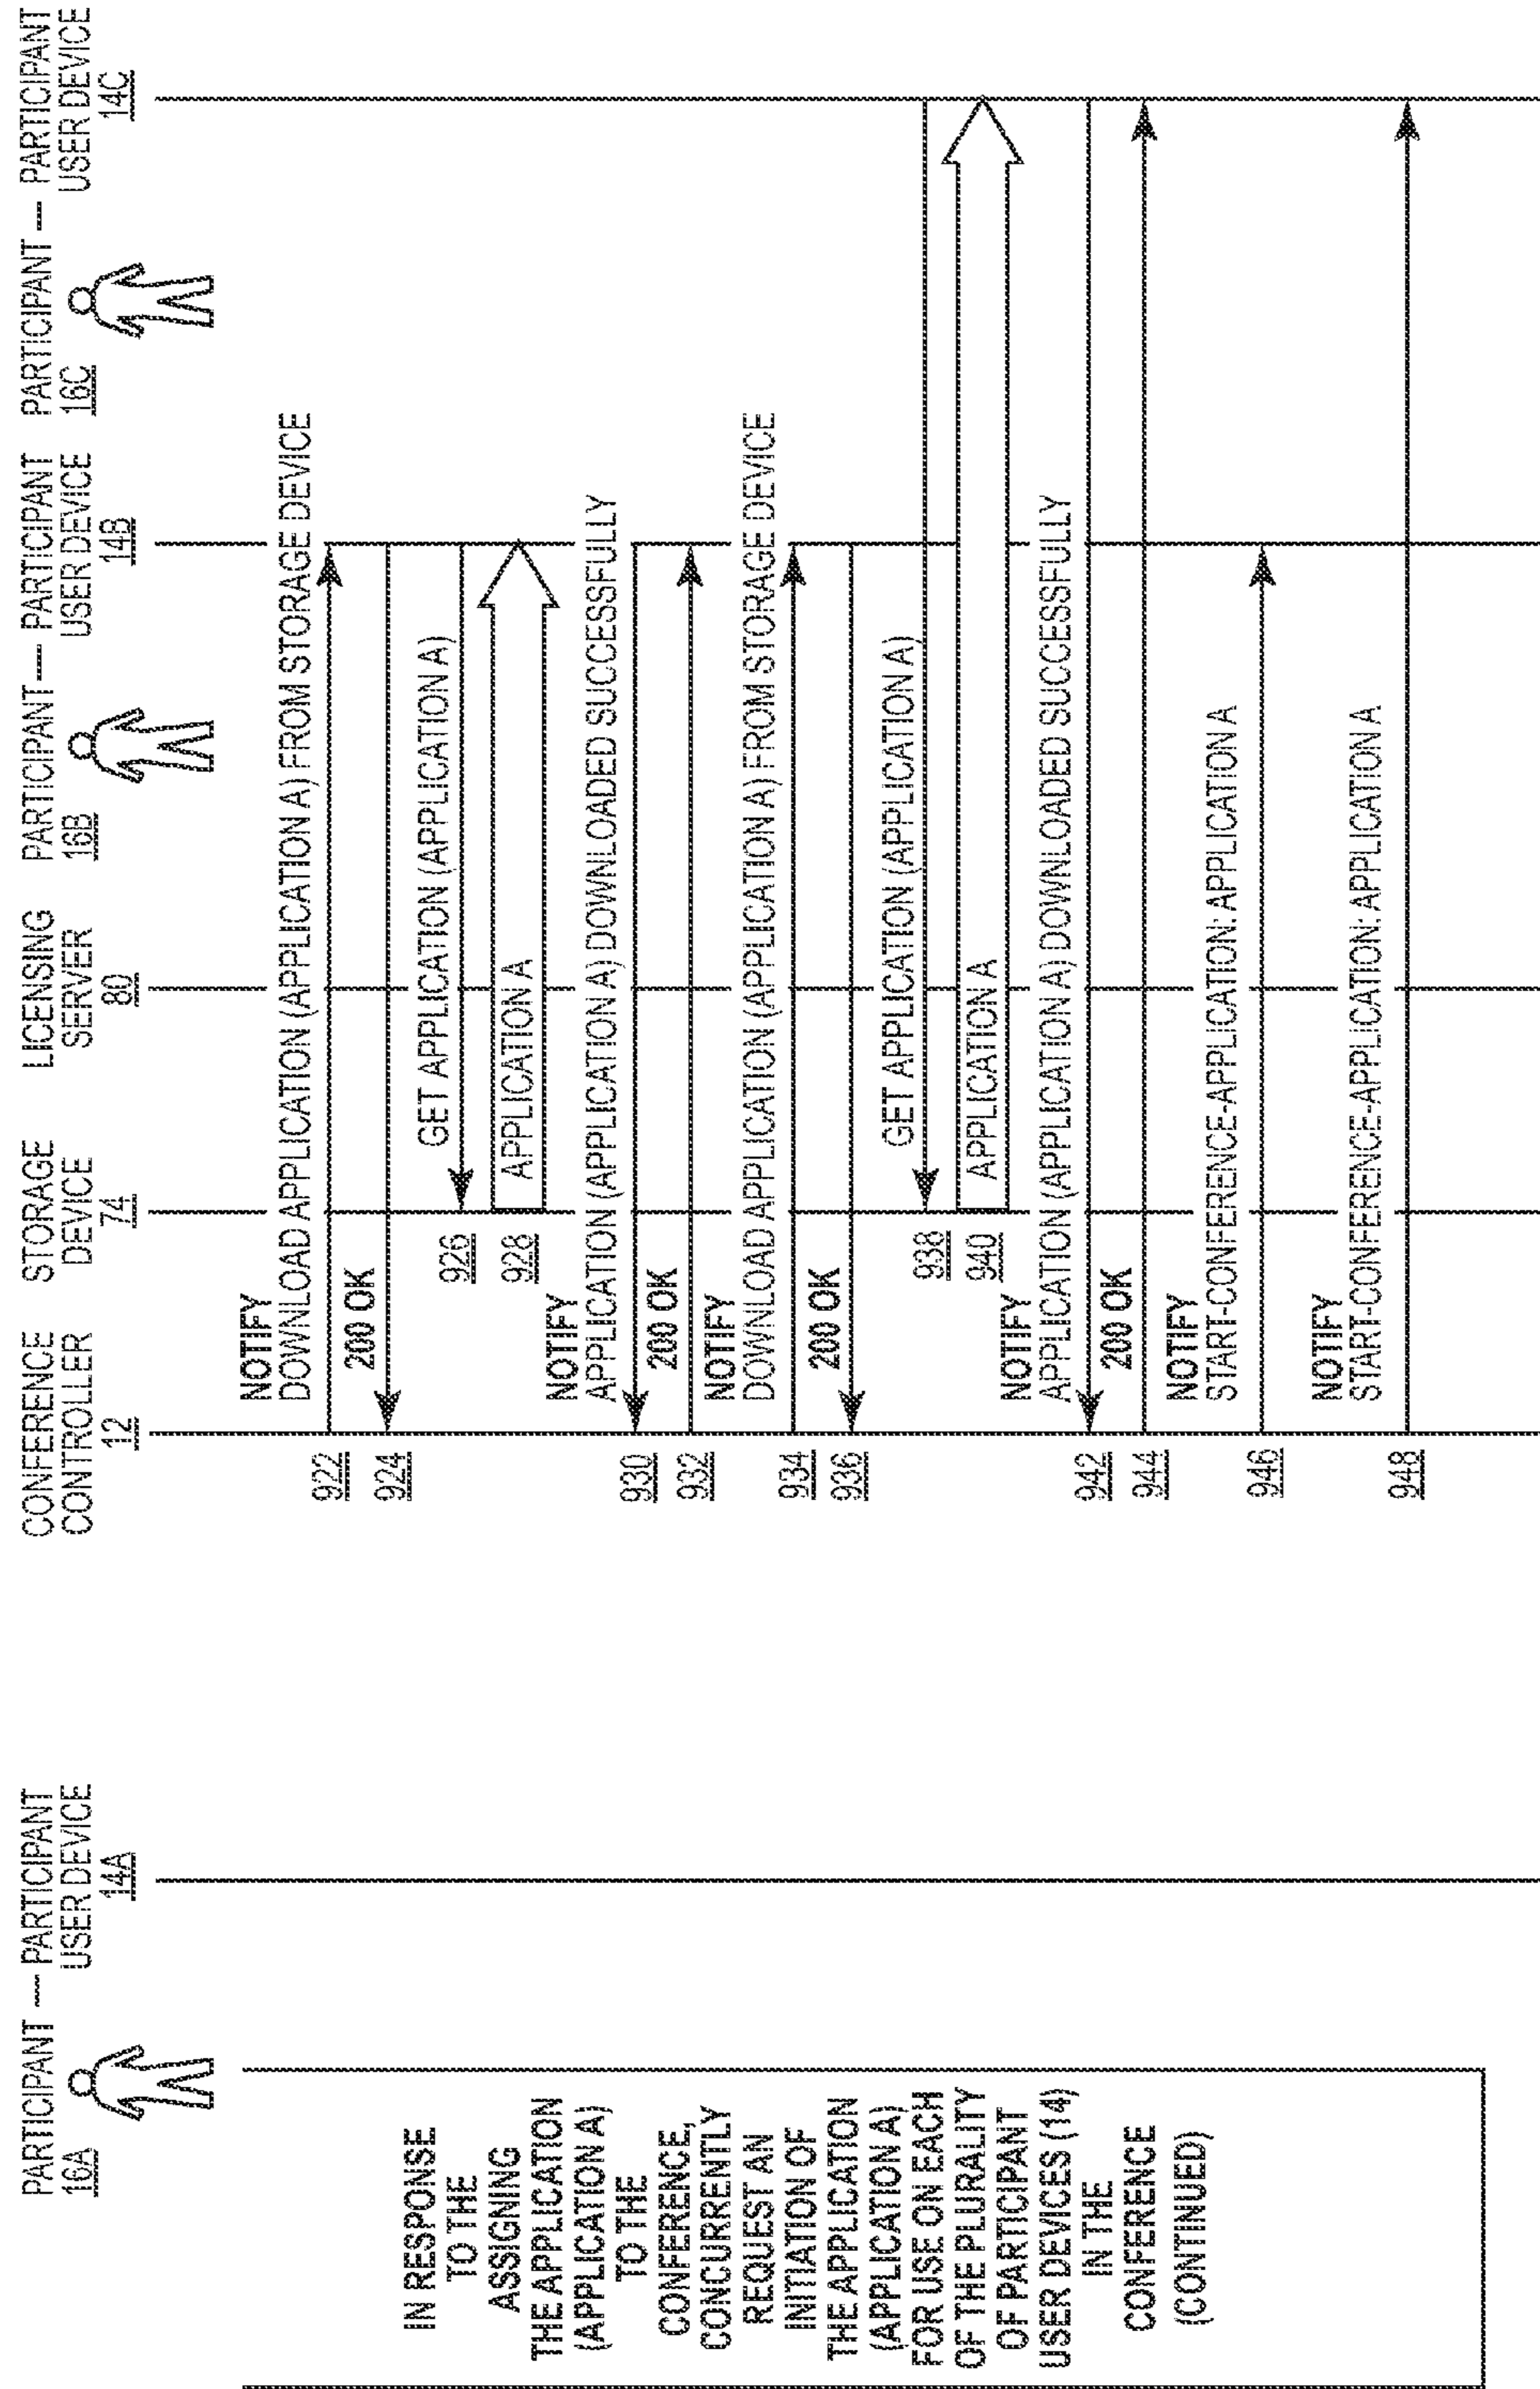 PARTICIPANT — PARTICIPANT
16A
USER DEVICE
14A
CONFERENCE
CONTROLLER
12
STORAGE
DEVICE
74
LICENSING
SERVER
80
PARTICIPANT — PARTICIPANT
16B
USER DEVICE
14B
PARTICIPANT — PARTICIPANT
16C
USER DEVICE
14C
IN RESPONSE
TO THE
ASSIGNING
THE APPLICATION
(APPLICATION A)
TO THE
CONFERENCE,
CONCURRENTLY
REQUEST AN
INITIATION OF
THE APPLICATION
(APPLICATION A)
FOR USE ON EACH
OF THE PLURALITY
OF PARTICIPANT
USER DEVICES (14)
IN THE
CONFERENCE
(CONTINUED)
NOTIFY
DOWNLOAD APPLICATION (APPLICATION A) FROM STORAGE DEVICE
922
200 OK
924
GET APPLICATION (APPLICATION A)
926
APPLICATION A
928
NOTIFY
APPLICATION (APPLICATION A) DOWNLOADED SUCCESSFULLY
930
200 OK
932
NOTIFY
DOWNLOAD APPLICATION (APPLICATION A) FROM STORAGE DEVICE
934
200 OK
936
GET APPLICATION (APPLICATION A)
938
APPLICATION A
940
NOTIFY
APPLICATION (APPLICATION A) DOWNLOADED SUCCESSFULLY
942
200 OK
944
NOTIFY
START-CONFERENCE-APPLICATION: APPLICATION A
946
NOTIFY
START-CONFERENCE-APPLICATION: APPLICATION A
948